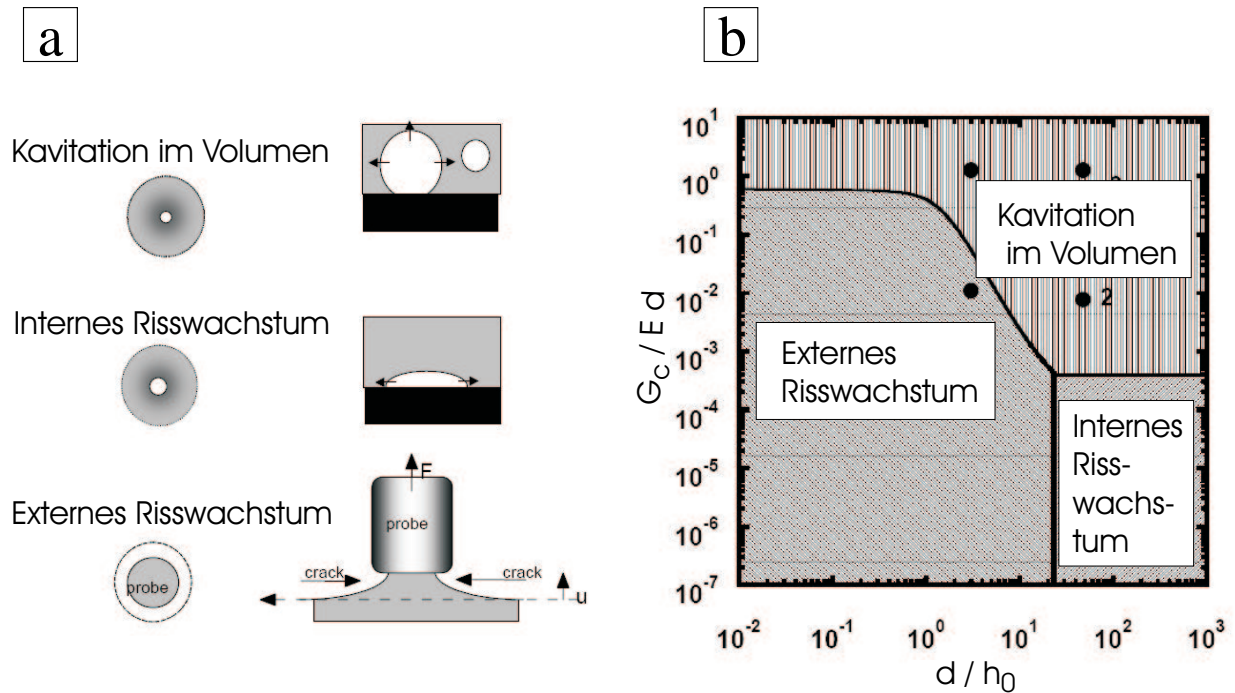 a
Kavitation im Volumen
Internes Risswachstum
Externes Risswachstum
probe
F
probe
crack
crack
u
b
10^1
10^0
10^-1
10^-2
10^-3
10^-4
10^-5
10^-6
10^-7
G_C / E d
Kavitation
im Volumen
2
Externes
Risswachstum
Internes
Riss-
wachs-
tum
10^-2
10^-1
10^0
10^1
10^2
10^3
d / h_0